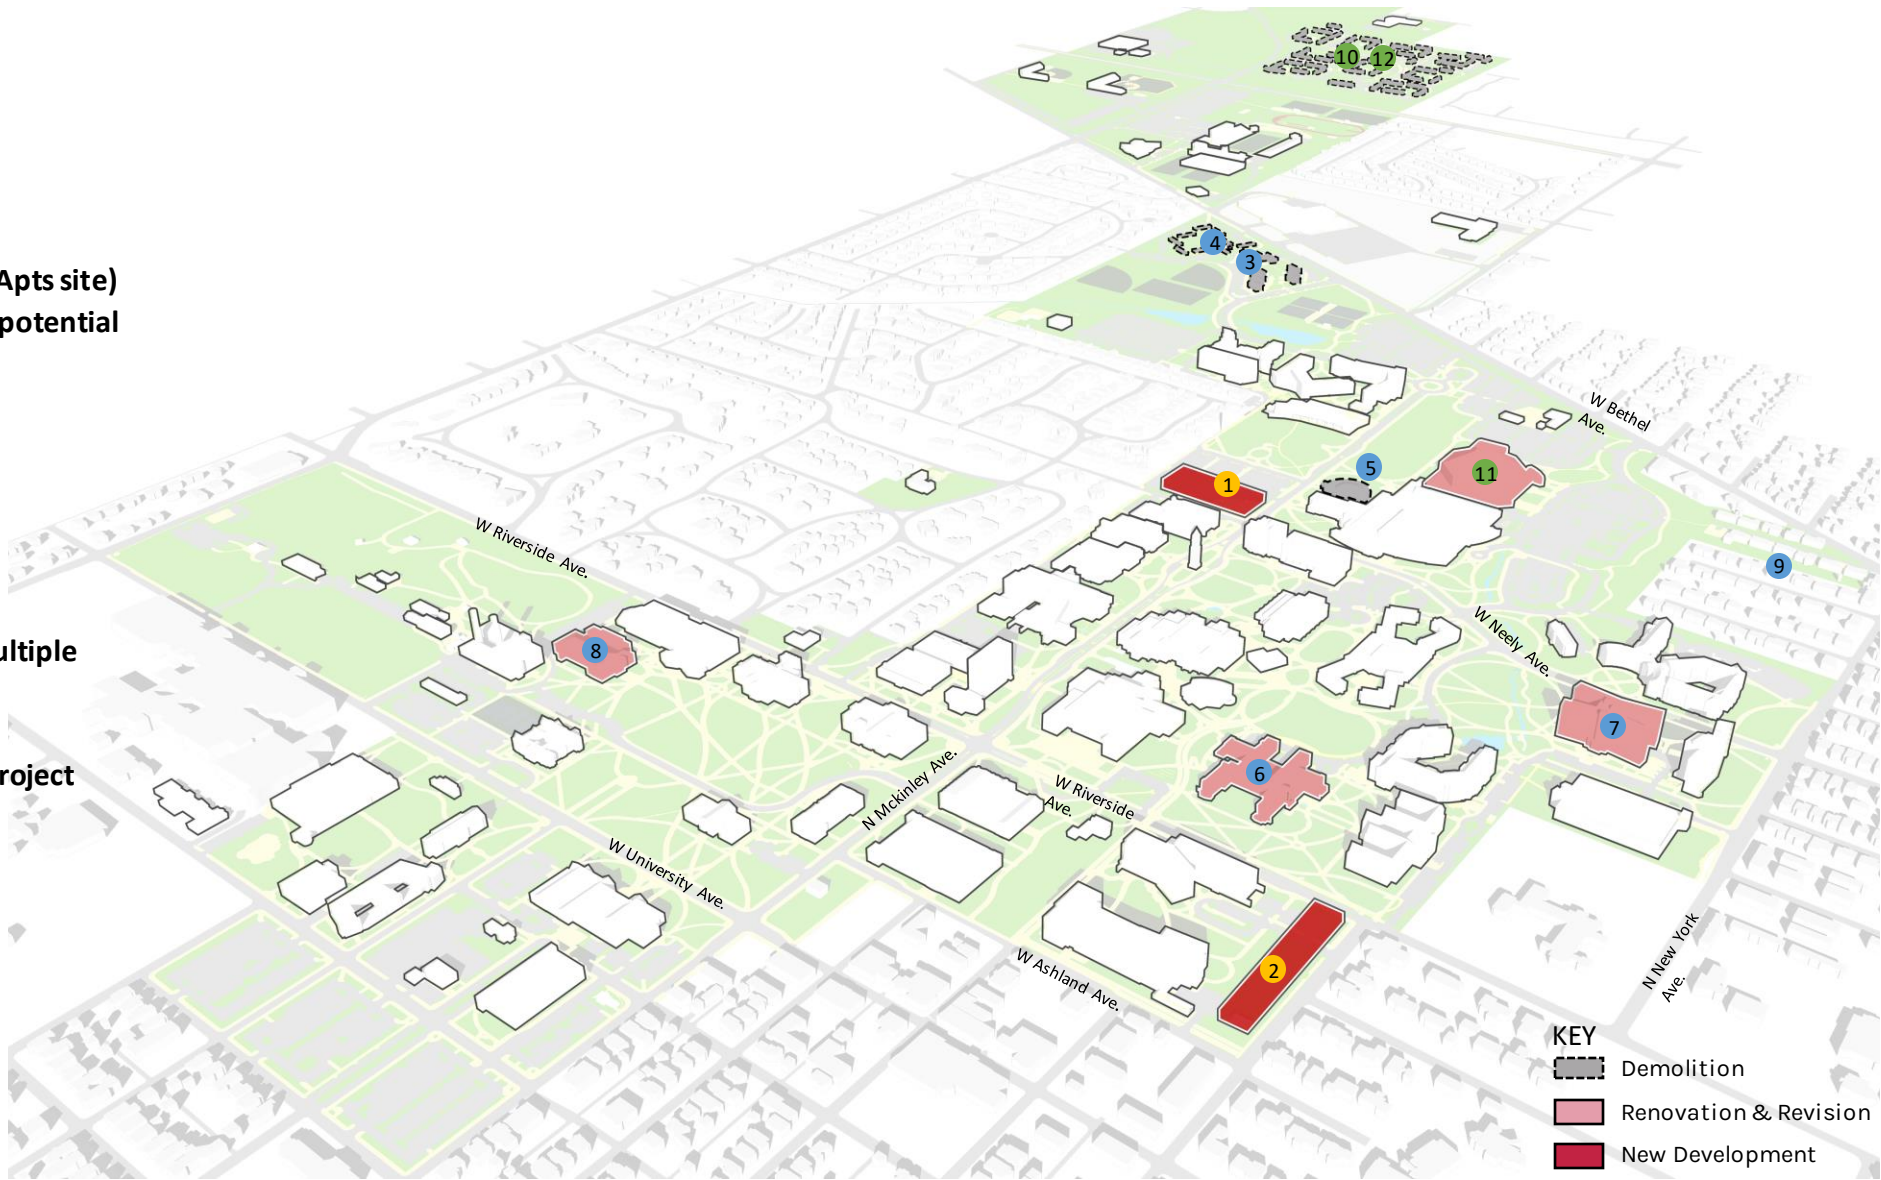 10 12
4
3
Apts site)
potential
W Bethel
Ave.
5
11
1
W Riverside Ave.
9
W Neely Ave.
8
ultiple
7
roject
6
W Riverside
Ave.
N Mckinley Ave.
W University Ave.
N New York
Ave.
2
W Ashland Ave.
KEY
Demolition
Renovation & Revision
New Development